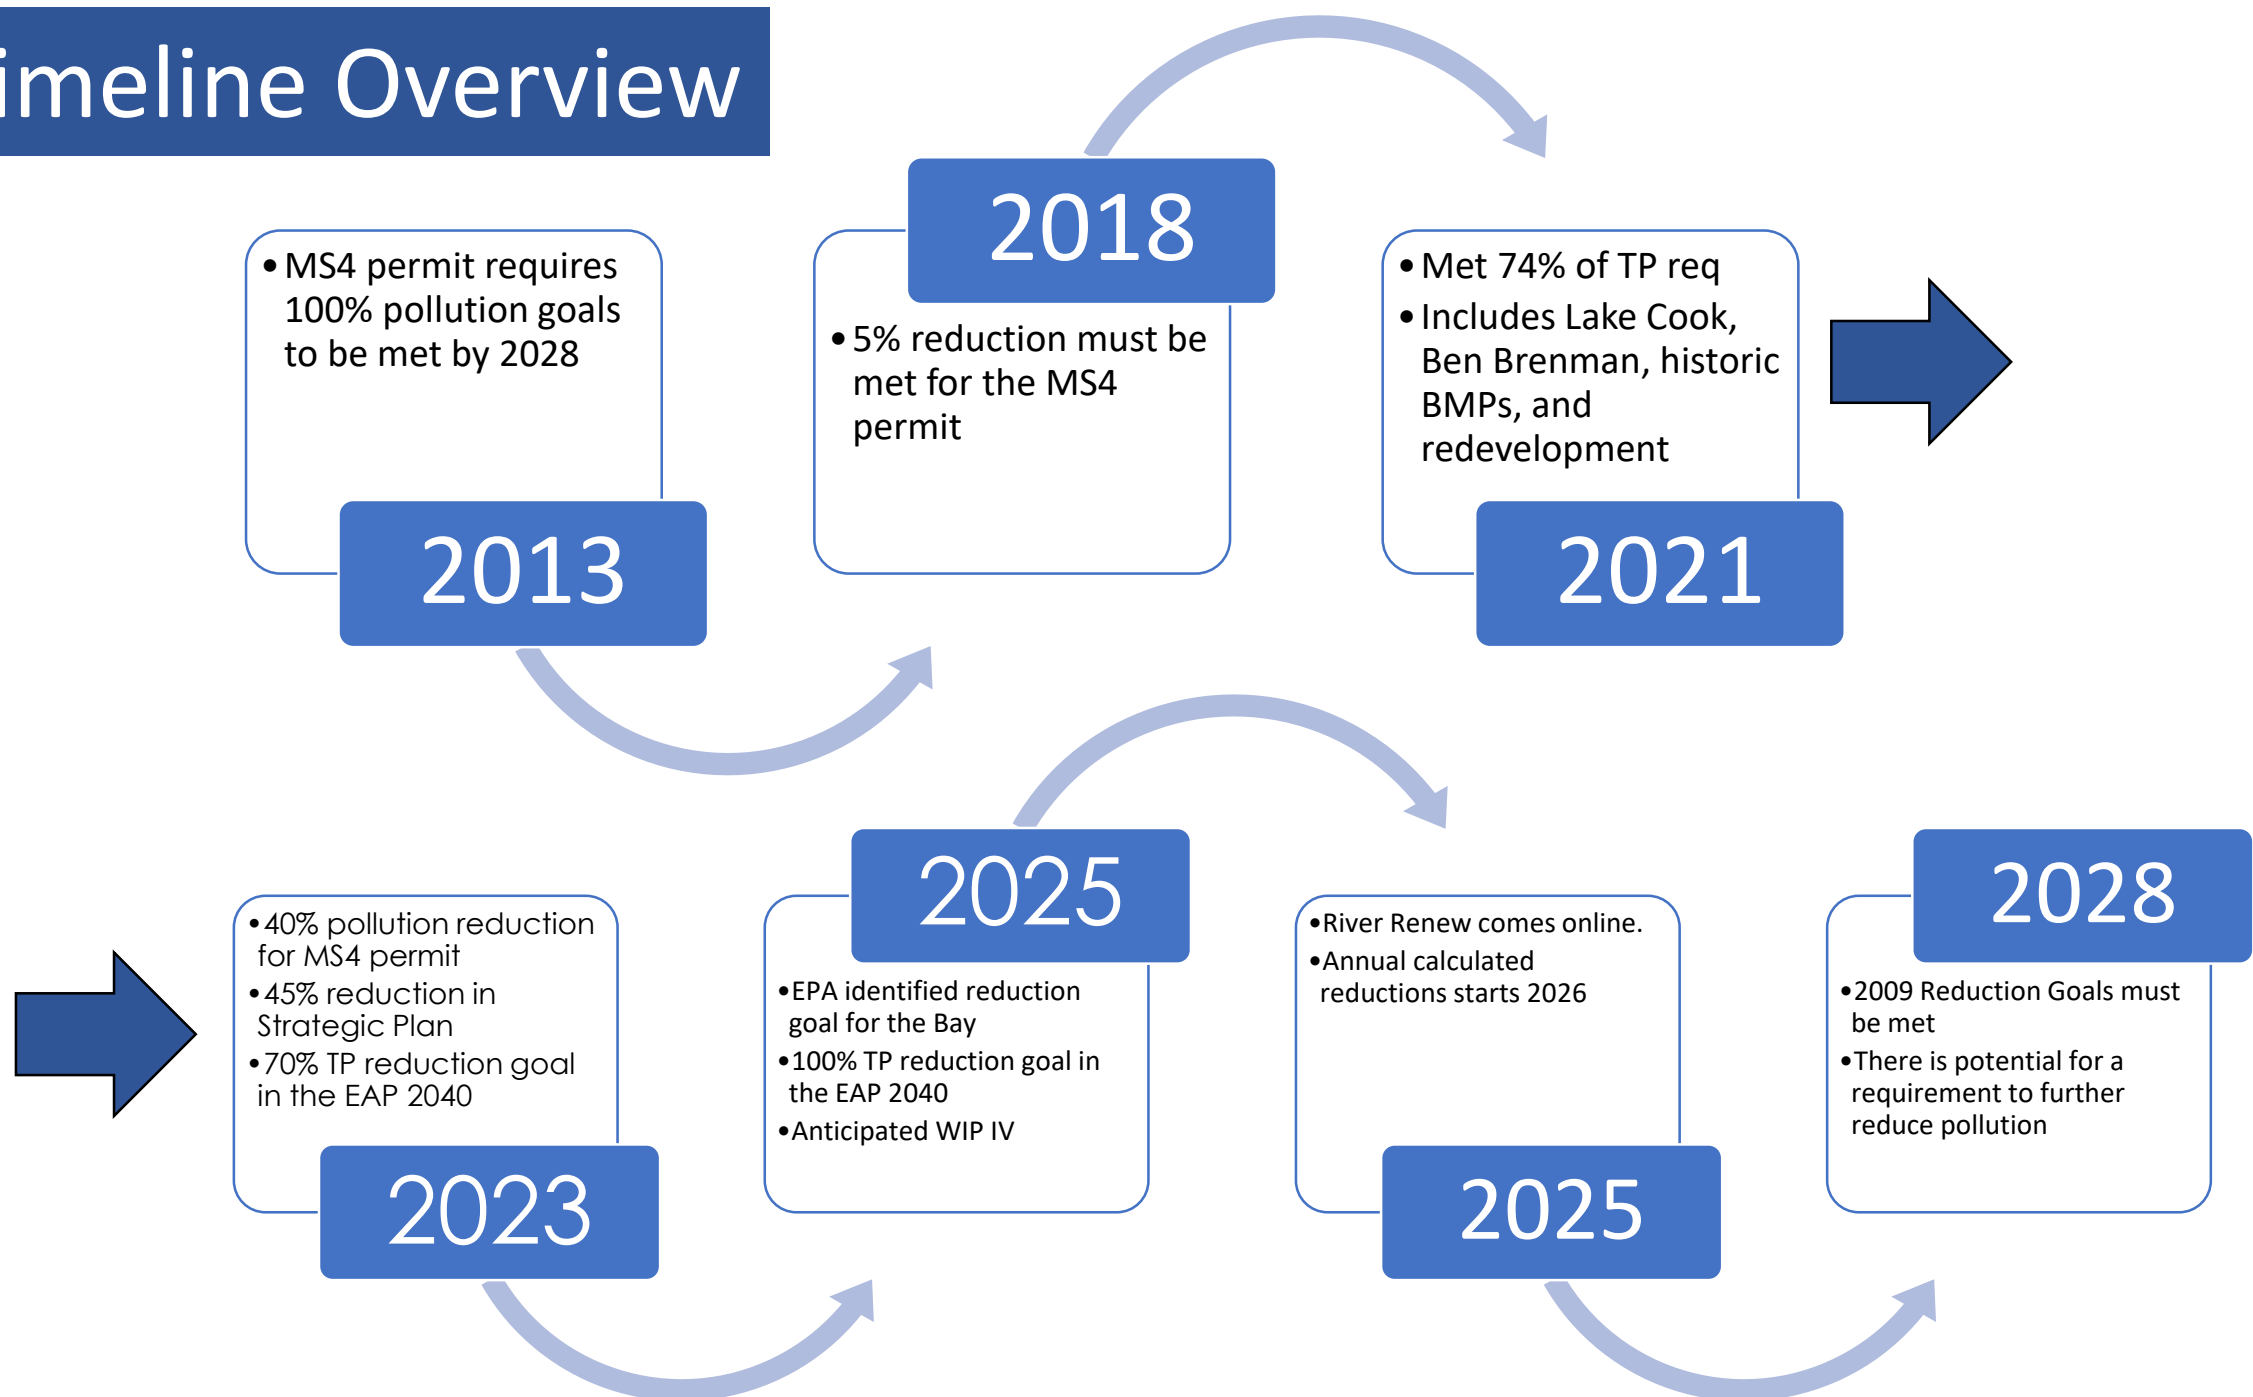 imeline Overview
• MS4 permit requires
100% pollution goals
to be met by 2028
2013
2018
• 5% reduction must be
met for the MS4
permit
• Met 74% of TP req
• Includes Lake Cook,
Ben Brenman, historic
BMPs, and
redevelopment
2021
•40% pollution reduction
for MS4 permit
•45% reduction in
Strategic Plan
•70% TP reduction goal
in the EAP 2040
2023
2025
•EPA identified reduction
goal for the Bay
•100% TP reduction goal in
the EAP 2040
•Anticipated WIP IV
•River Renew comes online.
•Annual calculated
reductions starts 2026
2025
2028
•2009 Reduction Goals must
be met
•There is potential for a
requirement to further
reduce pollution